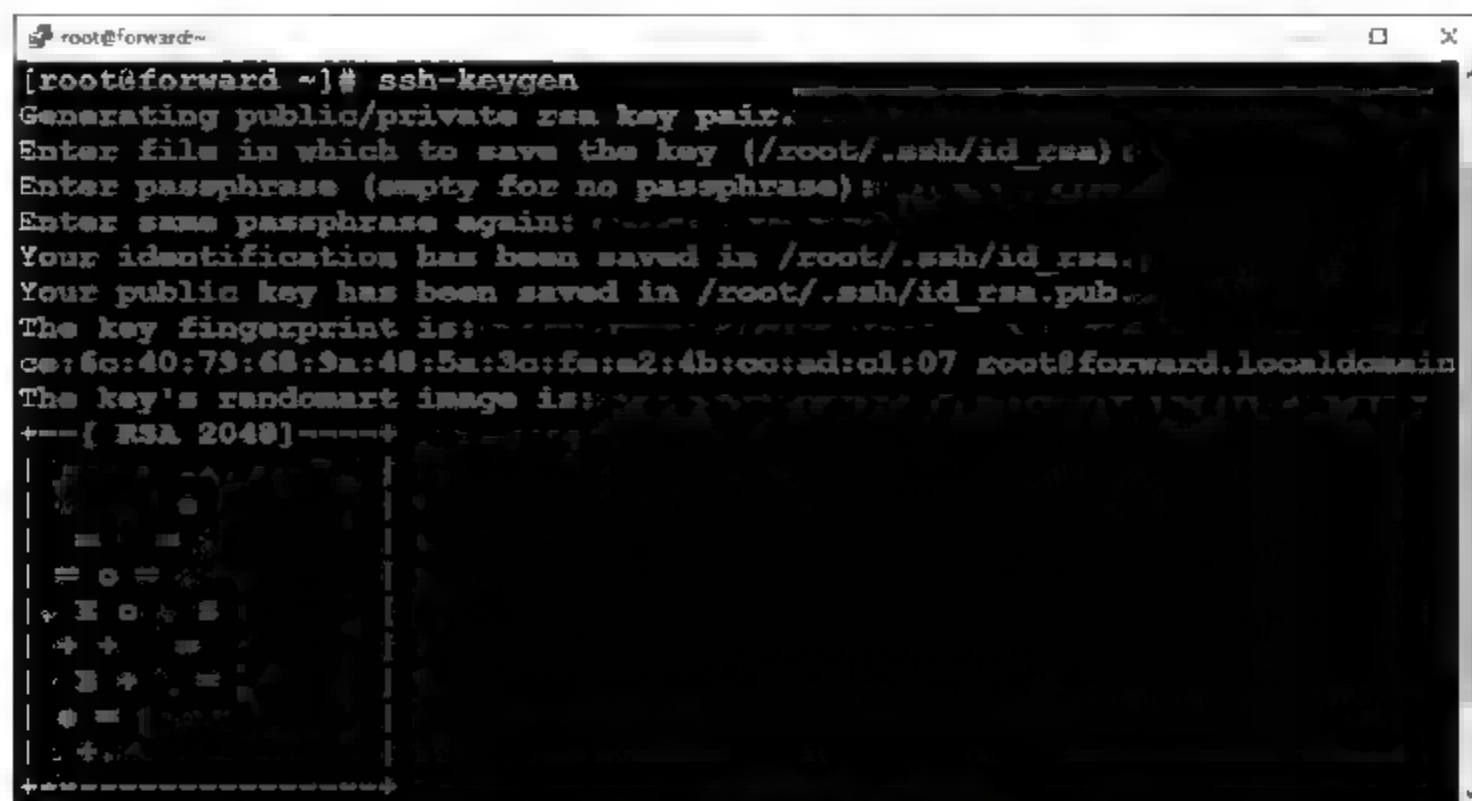 root@forward:~
[root@forward ~]# ssh-keygen
Generating public/private rsa key pair.
Enter file in which to save the key (/root/.ssh/id_rsa):
Enter passphrase (empty for no passphrase):
Enter same passphrase again:
Your identification has been saved in /root/.ssh/id_rsa.
Your public key has been saved in /root/.ssh/id_rsa.pub.
The key fingerprint is:
root@forward.localdomain
The key's randomart image is:
+--[ RSA 2048]----+